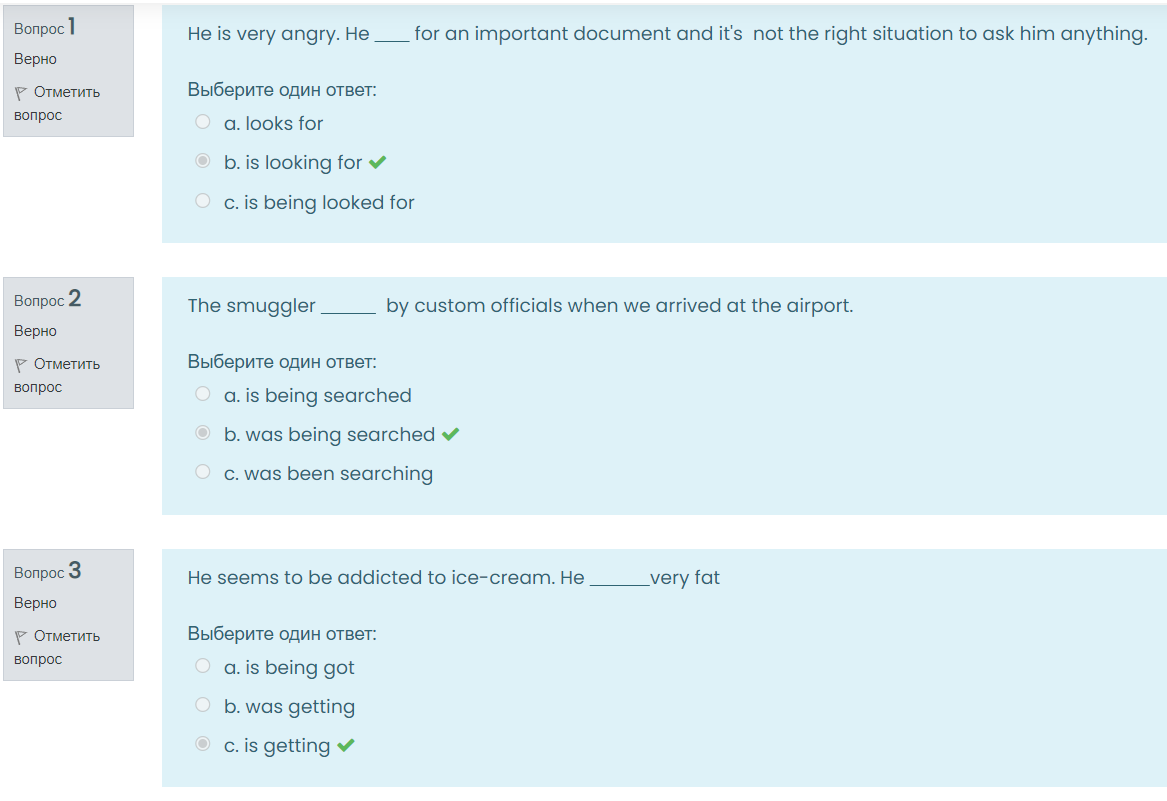 Вопрос 1
Верно
Отметить
вопрос
He is very angry. He ____ for an important document and it's  not the right situation to ask him anything.
Выберите один ответ:
a. looks for
b. is looking for
c. is being looked for
Вопрос 2
Верно
Отметить
вопрос
The smuggler ______  by custom officials when we arrived at the airport.
Выберите один ответ:
a. is being searched
b. was being searched
c. was been searching
Вопрос 3
Верно
Отметить
вопрос
He seems to be addicted to ice-cream. He _______very fat
Выберите один ответ:
a. is being got
b. was getting
c. is getting